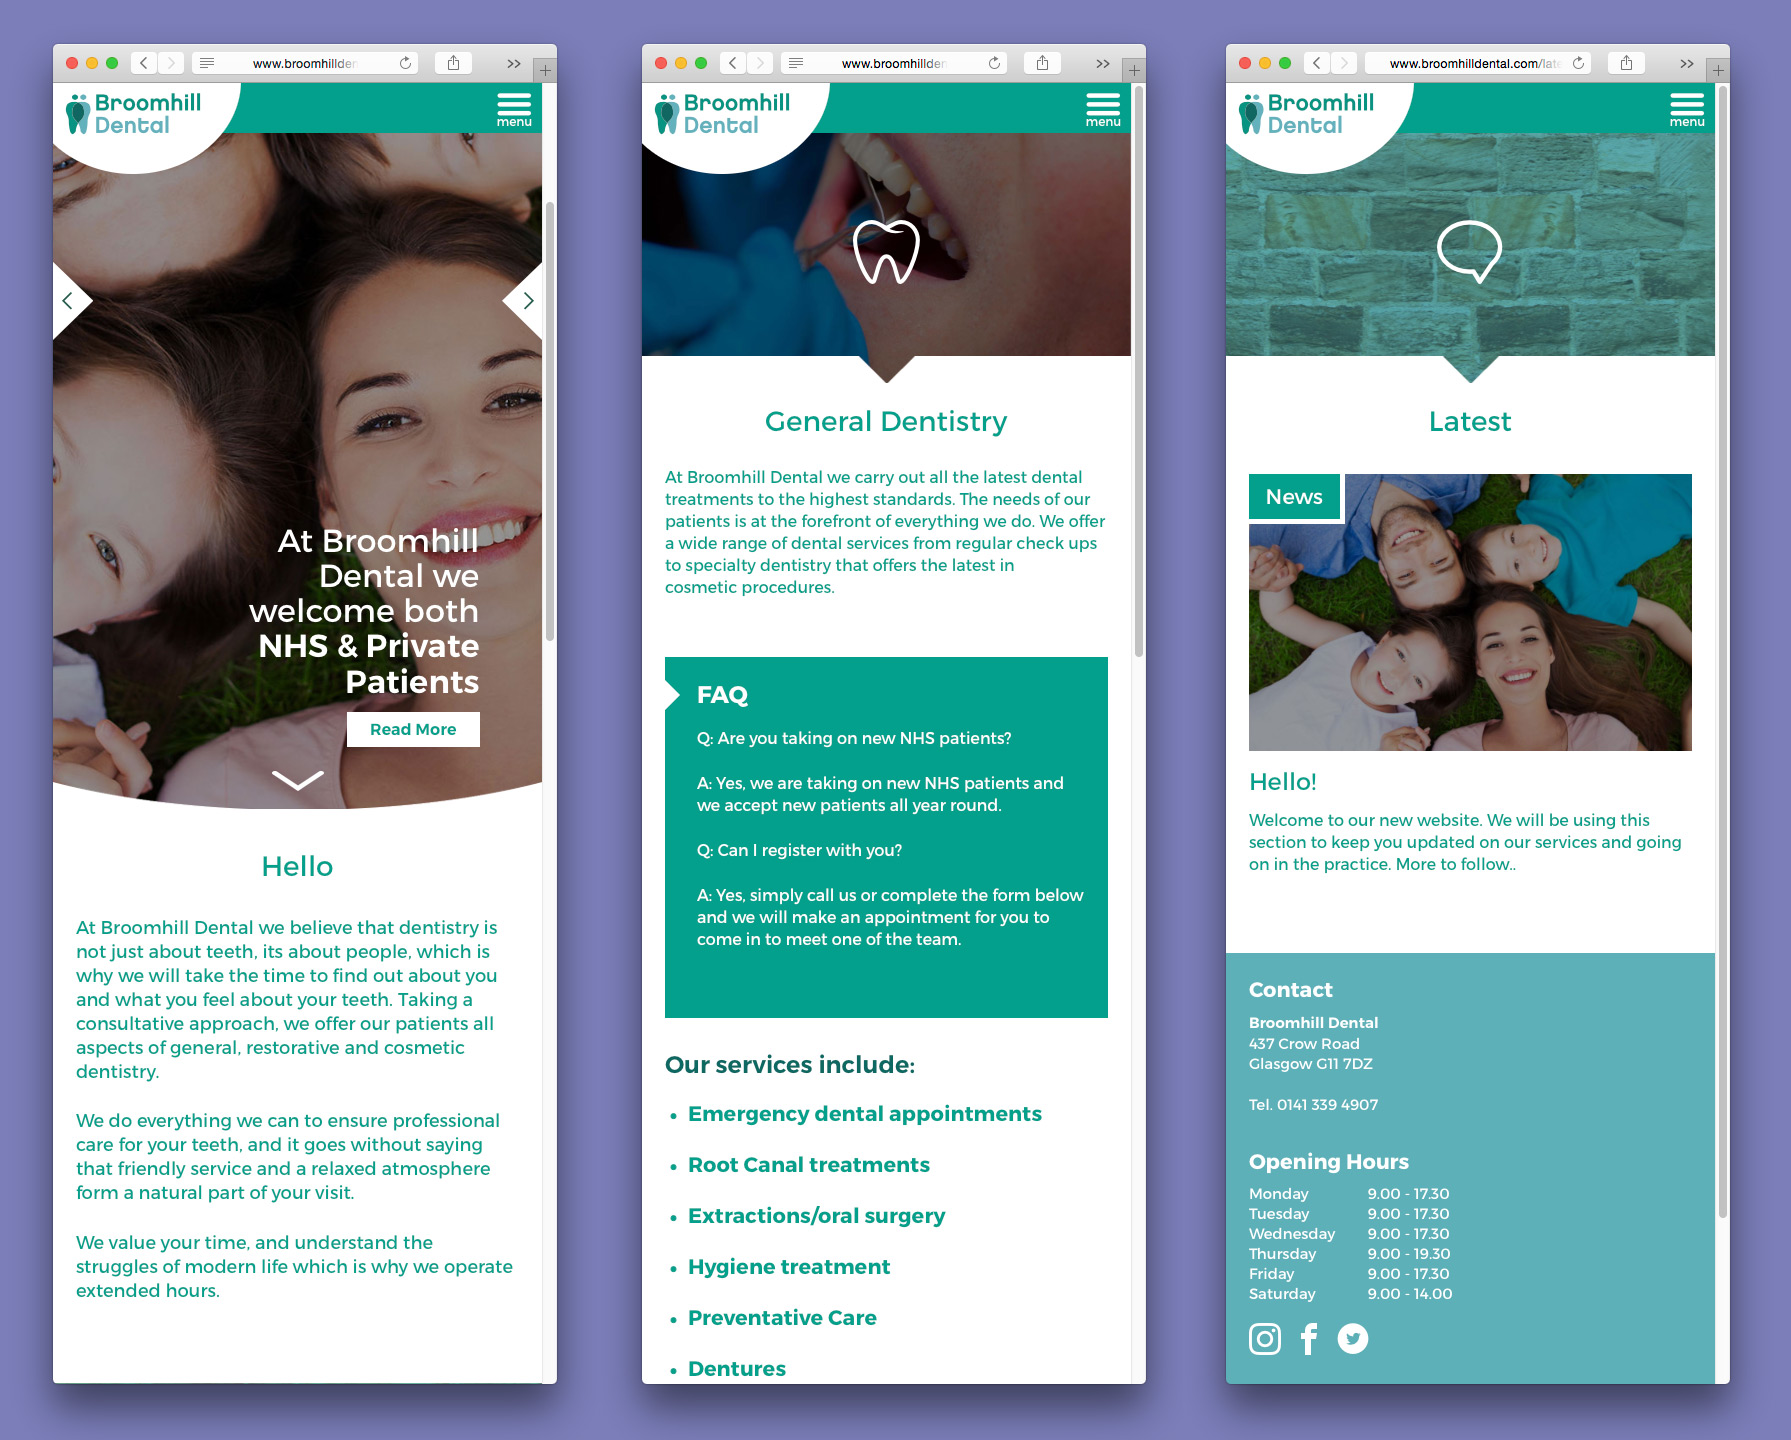 www.broomhillden
Broomhill
Dental
menu
At Broomhill
Dental we
welcome both
NHS & Private
Patients
Read More
Hello
At Broomhill Dental we believe that dentistry is
not just about teeth, its about people, which is
why we will take the time to find out about you
and what you feel about your teeth. Taking a
consultative approach, we offer our patients all
aspects of general, restorative and cosmetic
dentistry.
We do everything we can to ensure professional
care for your teeth, and it goes without saying
that friendly service and a relaxed atmosphere
form a natural part of your visit.
We value your time, and understand the
struggles of modern life which is why we operate
extended hours.
www.broomhillden
Broomhill
Dental
menu
General Dentistry
At Broomhill Dental we carry out all the latest dental
treatments to the highest standards. The needs of our
patients is at the forefront of everything we do. We offer
a wide range of dental services from regular check ups
to specialty dentistry that offers the latest in
cosmetic procedures.
FAQ
Q: Are you taking on new NHS patients?
A: Yes, we are taking on new NHS patients and
we accept new patients all year round.
Q: Can I register with you?
A: Yes, simply call us or complete the form below
and we will make an appointment for you to
come in to meet one of the team.
Our services include:
• Emergency dental appointments
• Root Canal treatments
• Extractions/oral surgery
• Hygiene treatment
• Preventative Care
• Dentures
www.broomhilldental.com/late
Broomhill
Dental
menu
Latest
News
Hello!
Welcome to our new website. We will be using this
section to keep you updated on our services and going
on in the practice. More to follow..
Contact
Broomhill Dental
437 Crow Road
Glasgow G11 7DZ
Tel. 0141 339 4907
Opening Hours
Monday 9.00 - 17.30
Tuesday 9.00 - 17.30
Wednesday 9.00 - 17.30
Thursday 9.00 - 19.30
Friday 9.00 - 17.30
Saturday 9.00 - 14.00